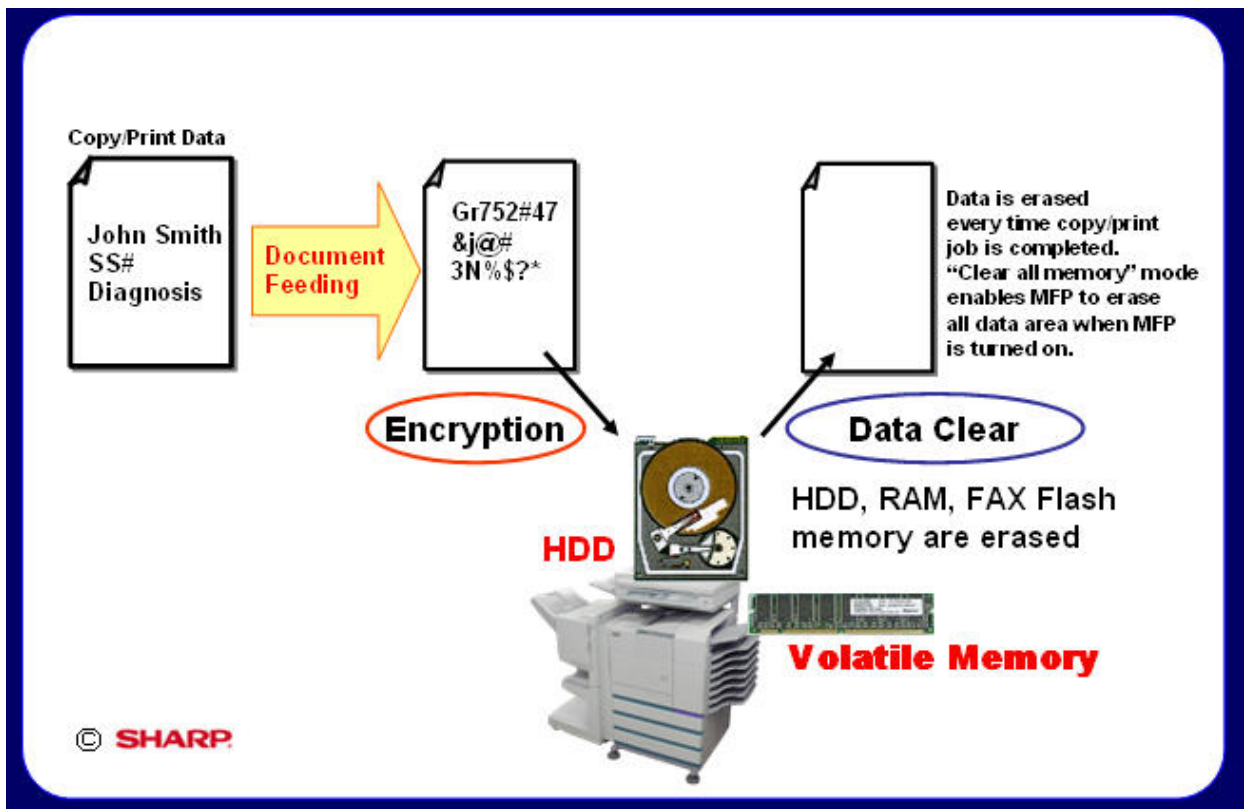 Copy/Print Data
John Smith
SS#
Diagnosis
Document
Feeding
Gr752#47
&j@#
3N%$?*
Data is erased
every time copy/print
job is completed.
“Clear all memory” mode
enables MFP to erase
all data area when MFP
is turned on.
Encryption
Data Clear
HDD, RAM, FAX Flash
memory are erased
HDD
Volatile Memory
© SHARP